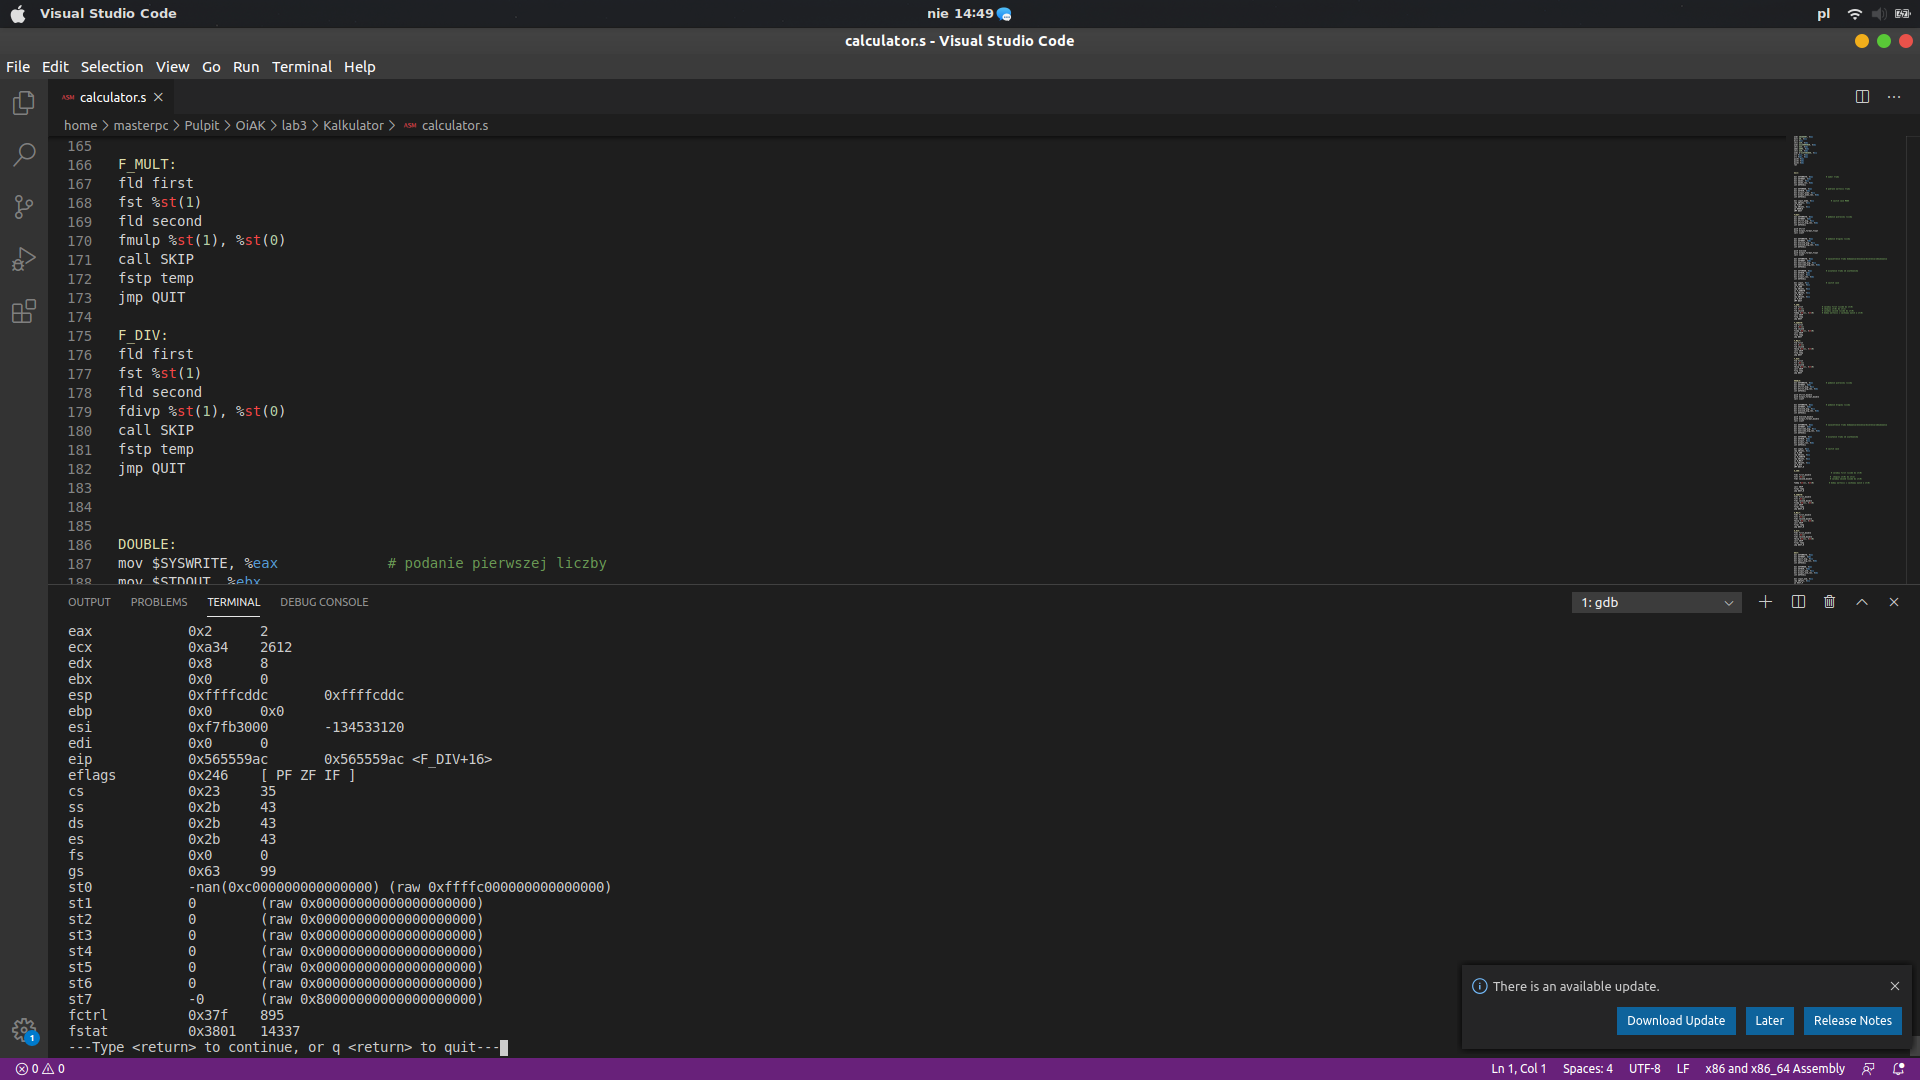 Visual Studio Code
nie 14:49
pl
calculator.s - Visual Studio Code
File Edit Selection View Go Run Terminal Help
ASM calculator.s
home > masterpc > Pulpit > OiAK > lab3 > Kalkulator > ASM calculator.s
165
166 F_MULT:
167 fld first
168 fst %st(1)
169 fld second
170 fmulp %st(1), %st(0)
171 call SKIP
172 fstp temp
173 jmp QUIT
174
175 F_DIV:
176 fld first
177 fst %st(1)
178 fld second
179 fdivp %st(1), %st(0)
180 call SKIP
181 fstp temp
182 jmp QUIT
183
184
185
186 DOUBLE:
187 mov $SYSWRITE, %eax # podanie pierwszej liczby
188 mov $STDOUT, %ebx
OUTPUT PROBLEMS TERMINAL DEBUG CONSOLE
1: gdb
eax 0x2 2
ecx 0xa34 2612
edx 0x8 8
ebx 0x0 0
esp 0xffffcddc 0xffffcddc
ebp 0x0 0x0
esi 0xf7fb3000 -134533120
edi 0x0 0
eip 0x565559ac 0x565559ac <F_DIV+16>
eflags 0x246 [ PF ZF IF ]
cs 0x23 35
ss 0x2b 43
ds 0x2b 43
es 0x2b 43
fs 0x0 0
gs 0x63 99
st0 -nan(0xc000000000000000) (raw 0xffffc000000000000000)
st1 0 (raw 0x00000000000000000000)
st2 0 (raw 0x00000000000000000000)
st3 0 (raw 0x00000000000000000000)
st4 0 (raw 0x00000000000000000000)
st5 0 (raw 0x00000000000000000000)
st6 0 (raw 0x00000000000000000000)
st7 -0 (raw 0x80000000000000000000)
fctrl 0x37f 895
fstat 0x3801 14337
---Type <return> to continue, or q <return> to quit---
There is an available update.
Download Update Later Release Notes
1
0 0
Ln 1, Col 1 Spaces: 4 UTF-8 LF x86 and x86_64 Assembly